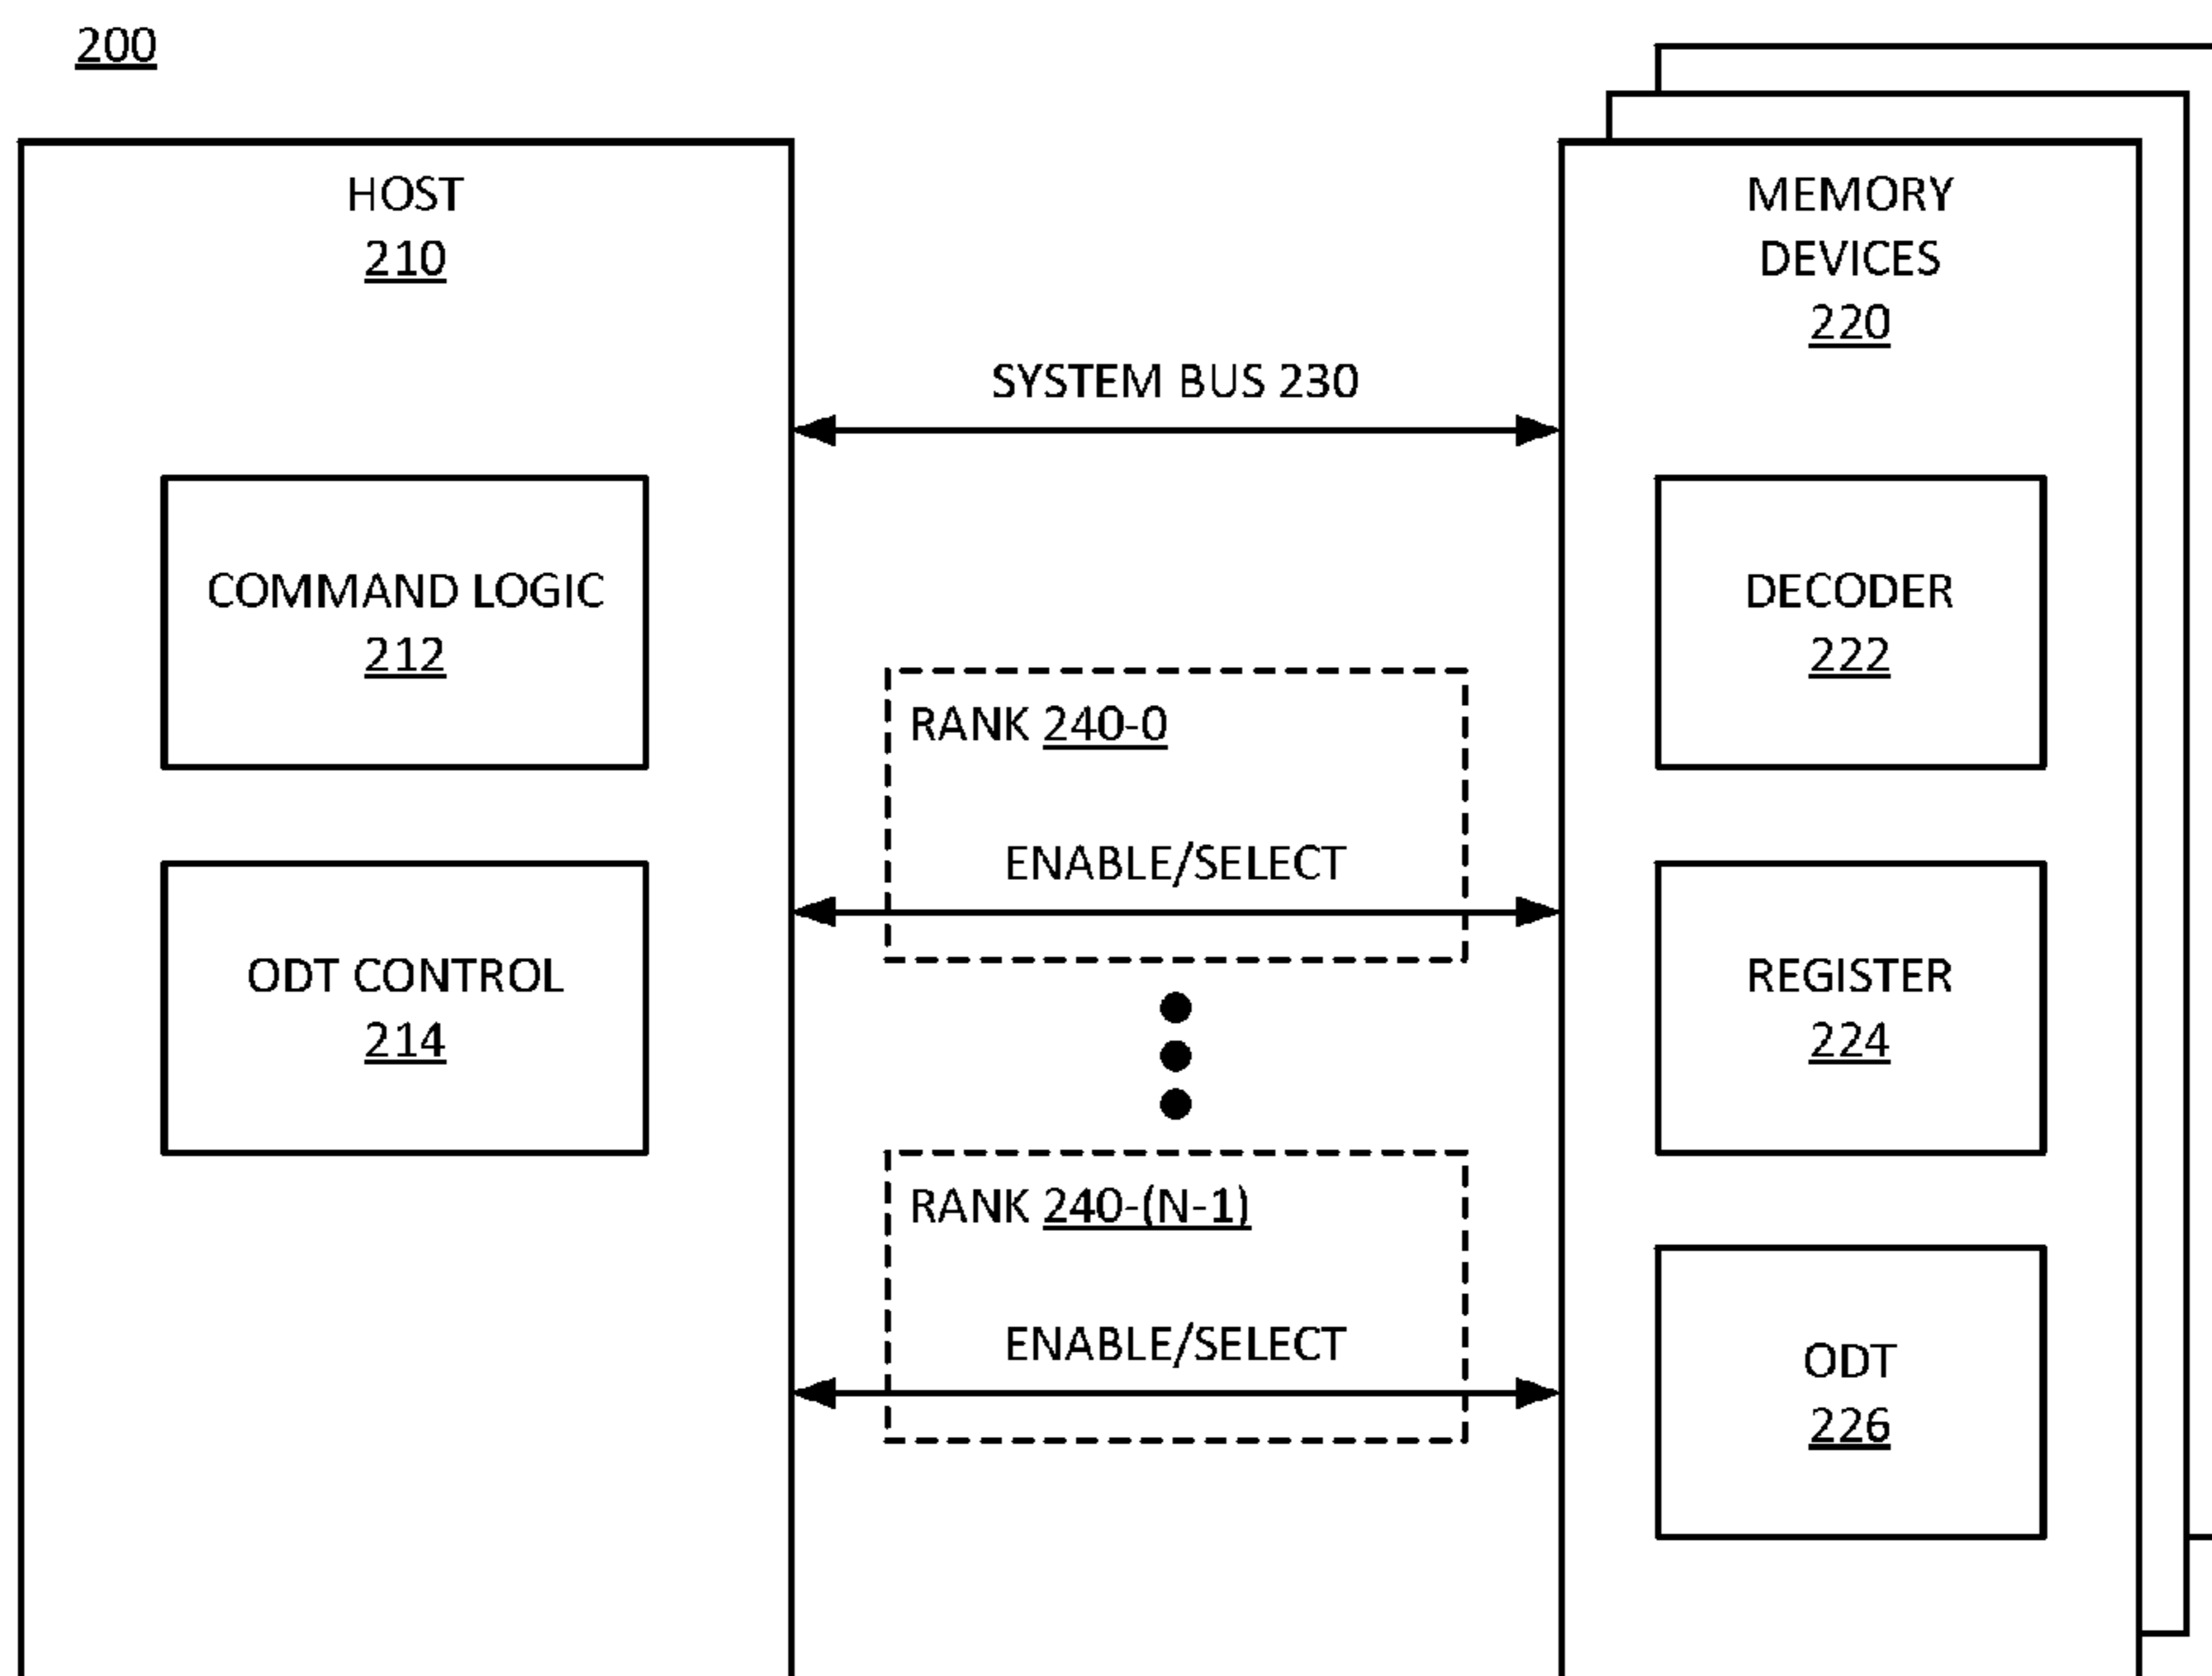 200
HOST
210
COMMAND LOGIC
212
ODT CONTROL
214
SYSTEM BUS 230
RANK 240-0
ENABLE/SELECT
RANK 240-(N-1)
ENABLE/SELECT
MEMORY
DEVICES
220
DECODER
222
REGISTER
224
ODT
226